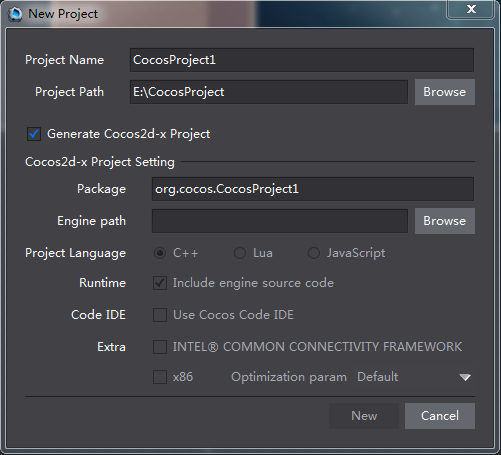 New Project
Project Name CocosProject1
Project Path E:\CocosProject Browse
Generate Cocos2d-x Project
Cocos2d-x Project Setting
Package org.cocos.CocosProject1
Engine path Browse
Project Language C++ Lua JavaScript
Runtime Include engine source code
Code IDE Use Cocos Code IDE
Extra INTEL® COMMON CONNECTIVITY FRAMEWORK
x86 Optimization param Default
New Cancel